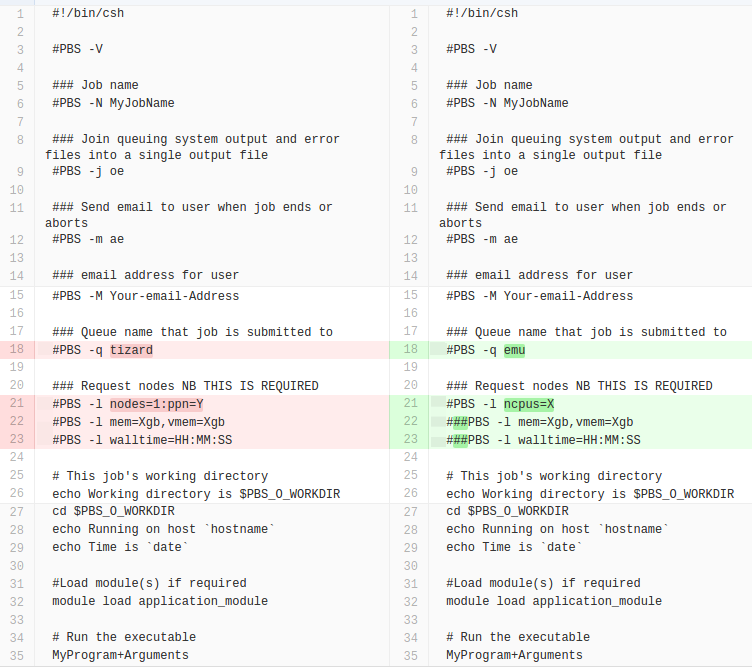 1 #!/bin/csh
2
3 #PBS -V
4
5 ### Job name
6 #PBS -N MyJobName
7
8 ### Join queuing system output and error
files into a single output file
9 #PBS -j oe
10
11 ### Send email to user when job ends or
aborts
12 #PBS -m ae
13
14 ### email address for user
15 #PBS -M Your-email-Address
16
17 ### Queue name that job is submitted to
18 #PBS -q tizard
19
20 ### Request nodes NB THIS IS REQUIRED
21 #PBS -l nodes=1:ppn=Y
22 #PBS -l mem=Xgb,vmem=Xgb
23 #PBS -l walltime=HH:MM:SS
24
25 # This job's working directory
26 echo Working directory is $PBS_O_WORKDIR
27 cd $PBS_O_WORKDIR
28 echo Running on host `hostname`
29 echo Time is `date`
30
31 #Load module(s) if required
32 module load application_module
33
34 # Run the executable
35 MyProgram+Arguments
1 #!/bin/csh
2
3 #PBS -V
4
5 ### Job name
6 #PBS -N MyJobName
7
8 ### Join queuing system output and error
files into a single output file
9 #PBS -j oe
10
11 ### Send email to user when job ends or
aborts
12 #PBS -m ae
13
14 ### email address for user
15 #PBS -M Your-email-Address
16
17 ### Queue name that job is submitted to
18 #PBS -q emu
19
20 ### Request nodes NB THIS IS REQUIRED
21 #PBS -l ncpus=X
22 ###PBS -l mem=Xgb,vmem=Xgb
23 ###PBS -l walltime=HH:MM:SS
24
25 # This job's working directory
26 echo Working directory is $PBS_O_WORKDIR
27 cd $PBS_O_WORKDIR
28 echo Running on host `hostname`
29 echo Time is `date`
30
31 #Load module(s) if required
32 module load application_module
33
34 # Run the executable
35 MyProgram+Arguments